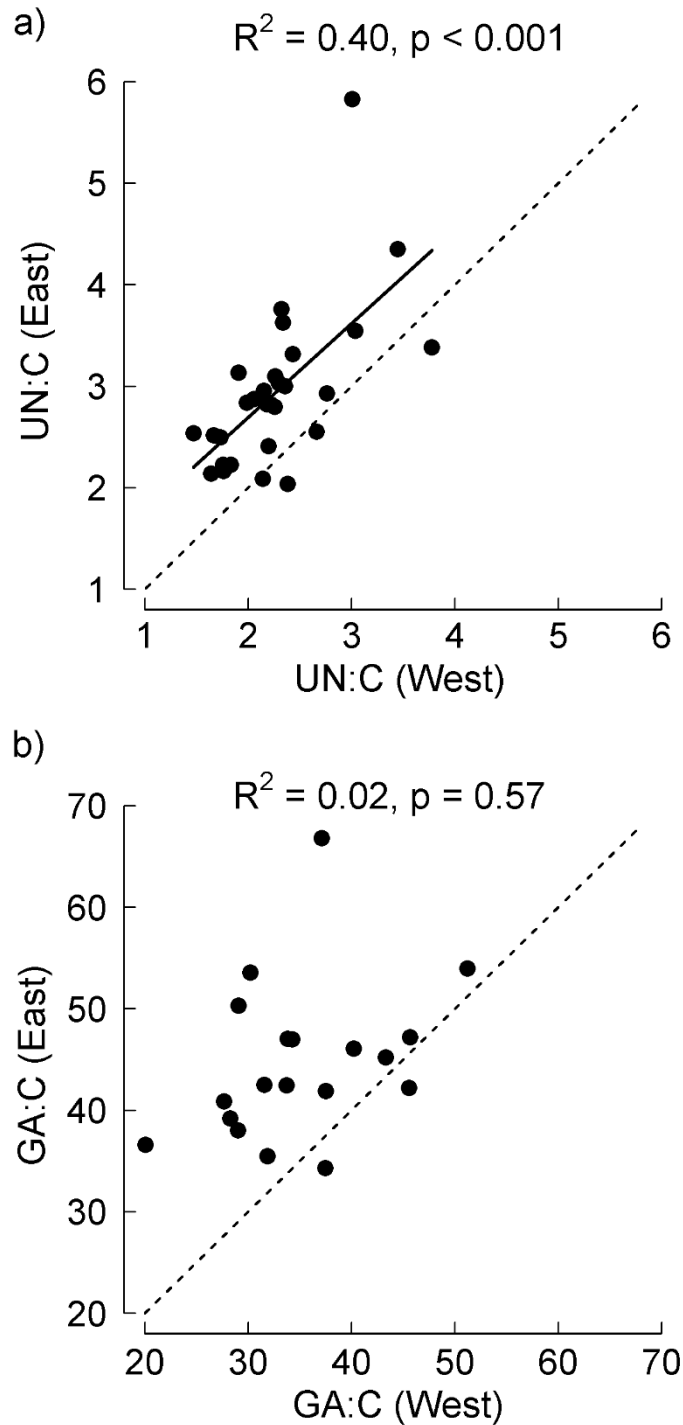 a)
R² = 0.40, p < 0.001
6
5
4
3
2
1
UN:C (East)
1 2 3 4 5 6
UN:C (West)
b)
R² = 0.02, p = 0.57
70
60
50
40
30
20
GA:C (East)
20 30 40 50 60 70
GA:C (West)